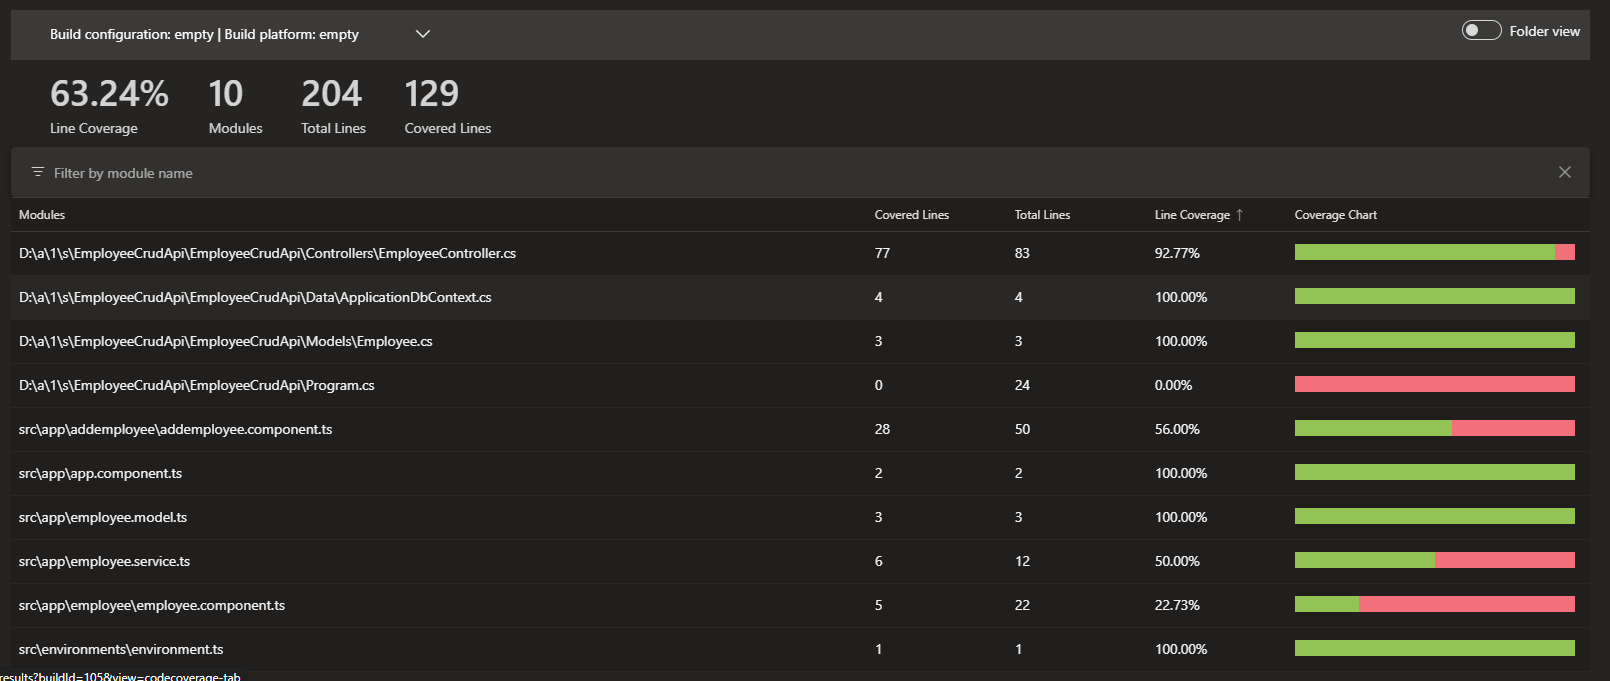 Build configuration: empty | Build platform: empty Folder view
63.24% 10 204 129
Line Coverage Modules Total Lines Covered Lines
Filter by module name
Modules Covered Lines Total Lines Line Coverage ↑ Coverage Chart
D:\a\1\s\EmployeeCrudApi\EmployeeCrudApi\Controllers\EmployeeController.cs 77 83 92.77%
D:\a\1\s\EmployeeCrudApi\EmployeeCrudApi\Data\ApplicationDbContext.cs 4 4 100.00%
D:\a\1\s\EmployeeCrudApi\EmployeeCrudApi\Models\Employee.cs 3 3 100.00%
D:\a\1\s\EmployeeCrudApi\EmployeeCrudApi\Program.cs 0 24 0.00%
src\app\addemployee\addemployee.component.ts 28 50 56.00%
src\app\app.component.ts 2 2 100.00%
src\app\employee.model.ts 3 3 100.00%
src\app\employee.service.ts 6 12 50.00%
src\app\employee\employee.component.ts 5 22 22.73%
src\environments\environment.ts 1 1 100.00%
results?buildId=105&view=codecoverage-tab